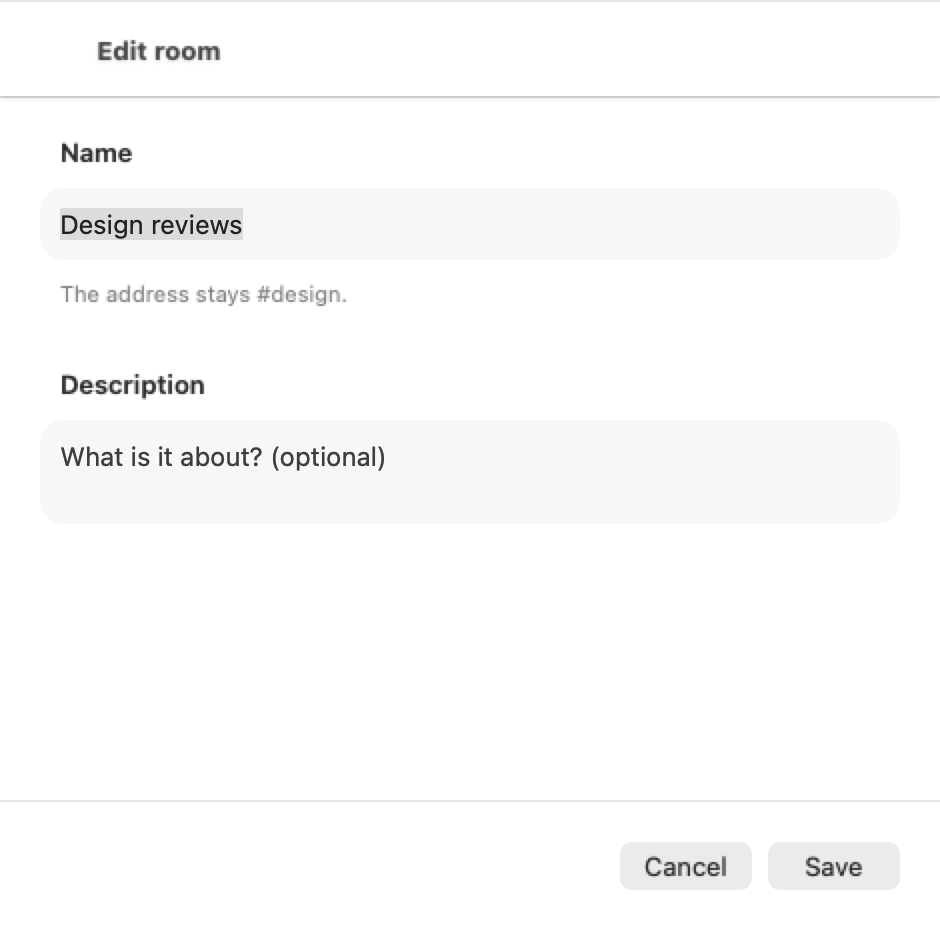 Edit room
Name
Design reviews
The address stays #design.
Description
What is it about? (optional)
Cancel
Save